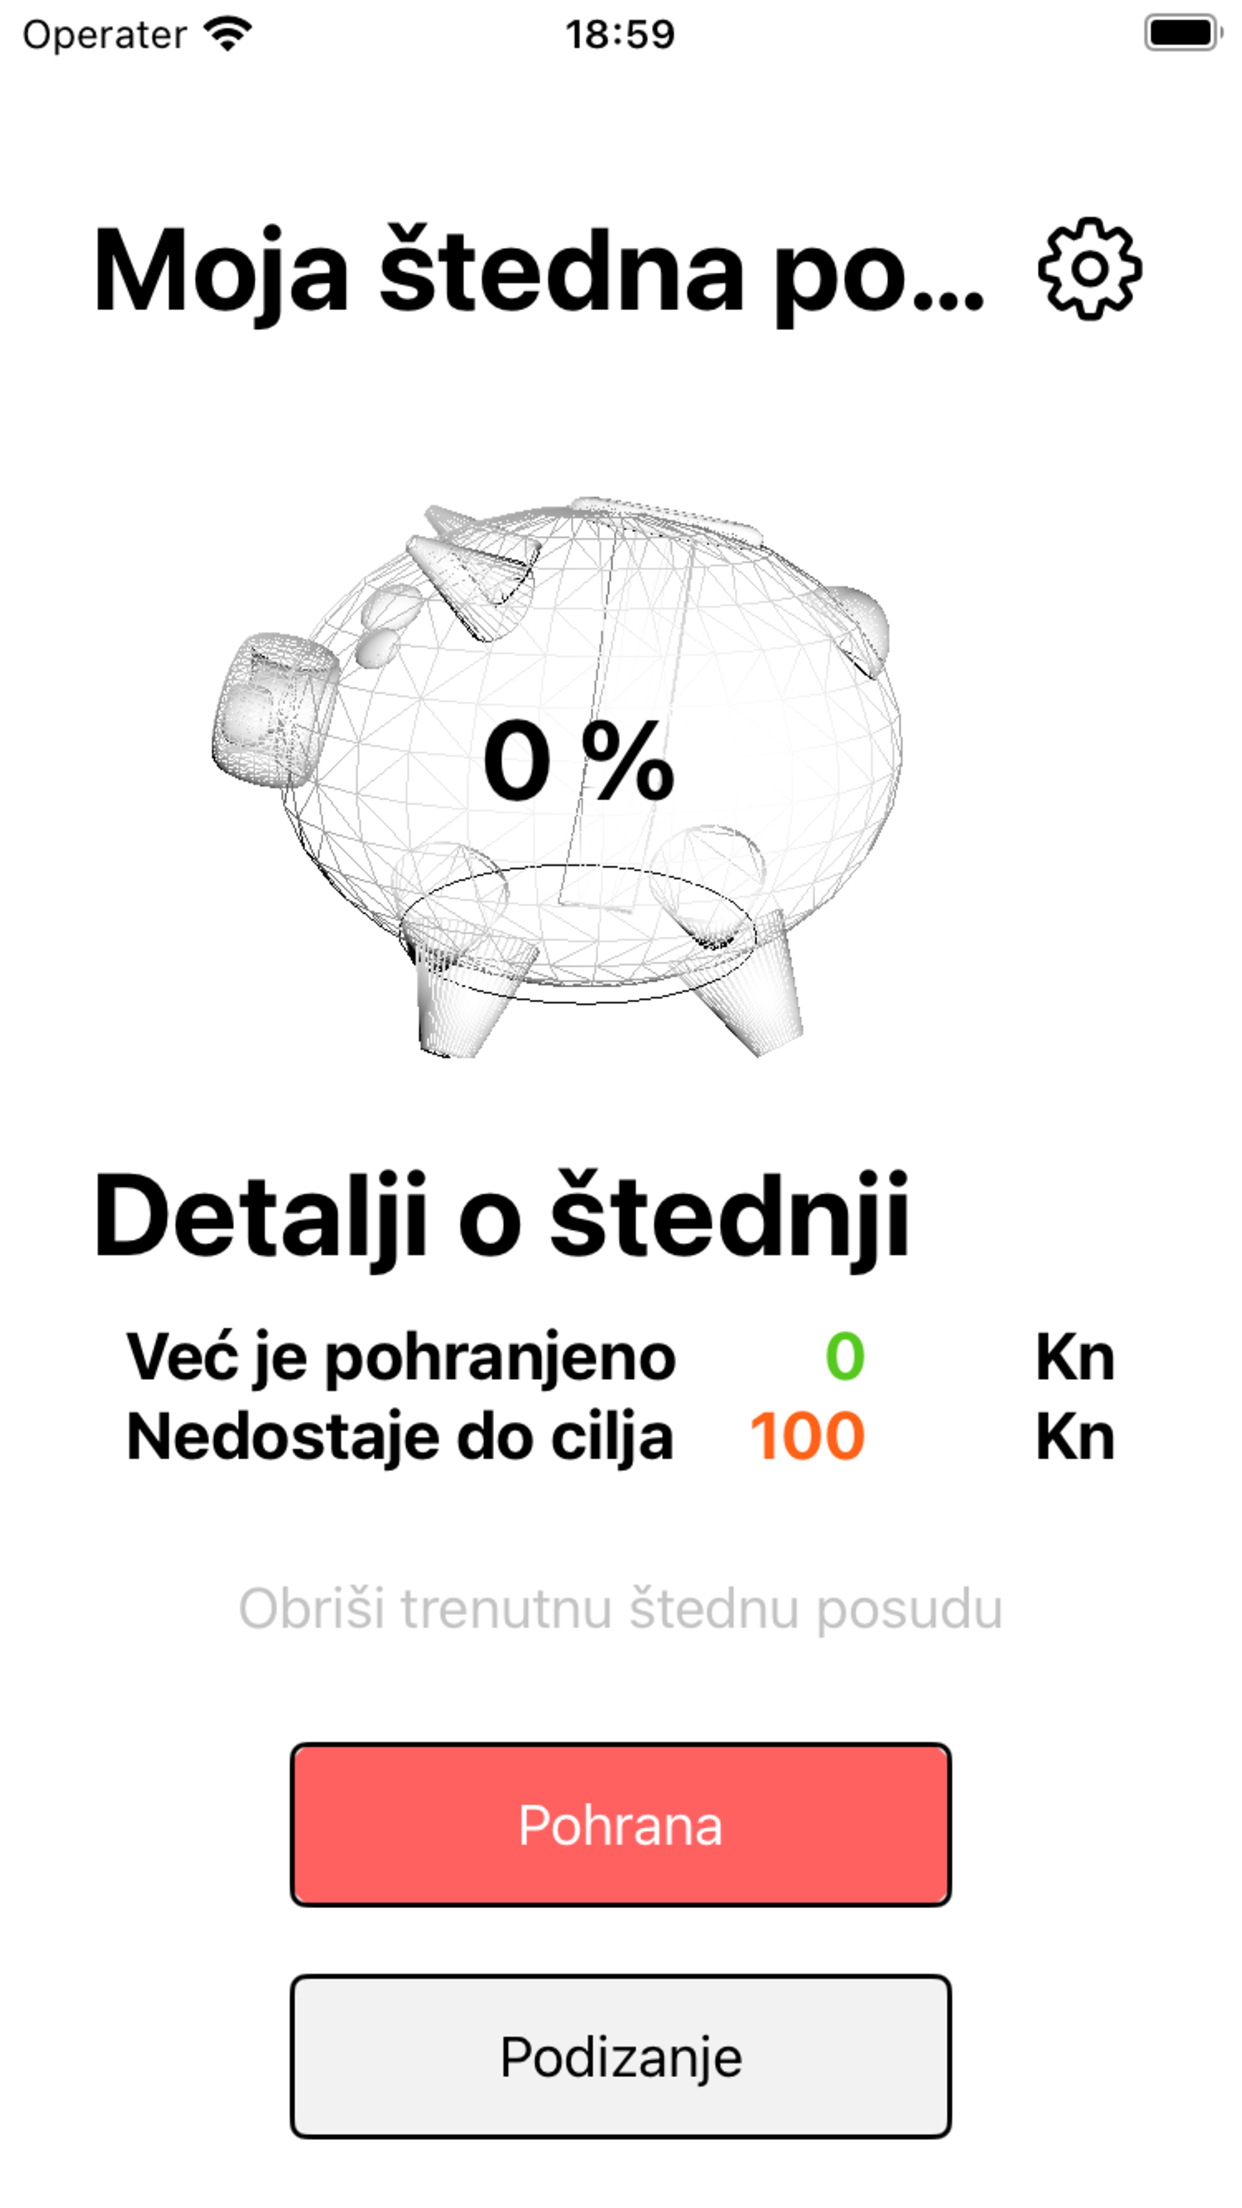 Operater 18:59
Moja štedna po...
0 %
Detalji o štednji
Već je pohranjeno 0 Kn
Nedostaje do cilja 100 Kn
Obriši trenutnu štednu posudu
Pohrana
Podizanje